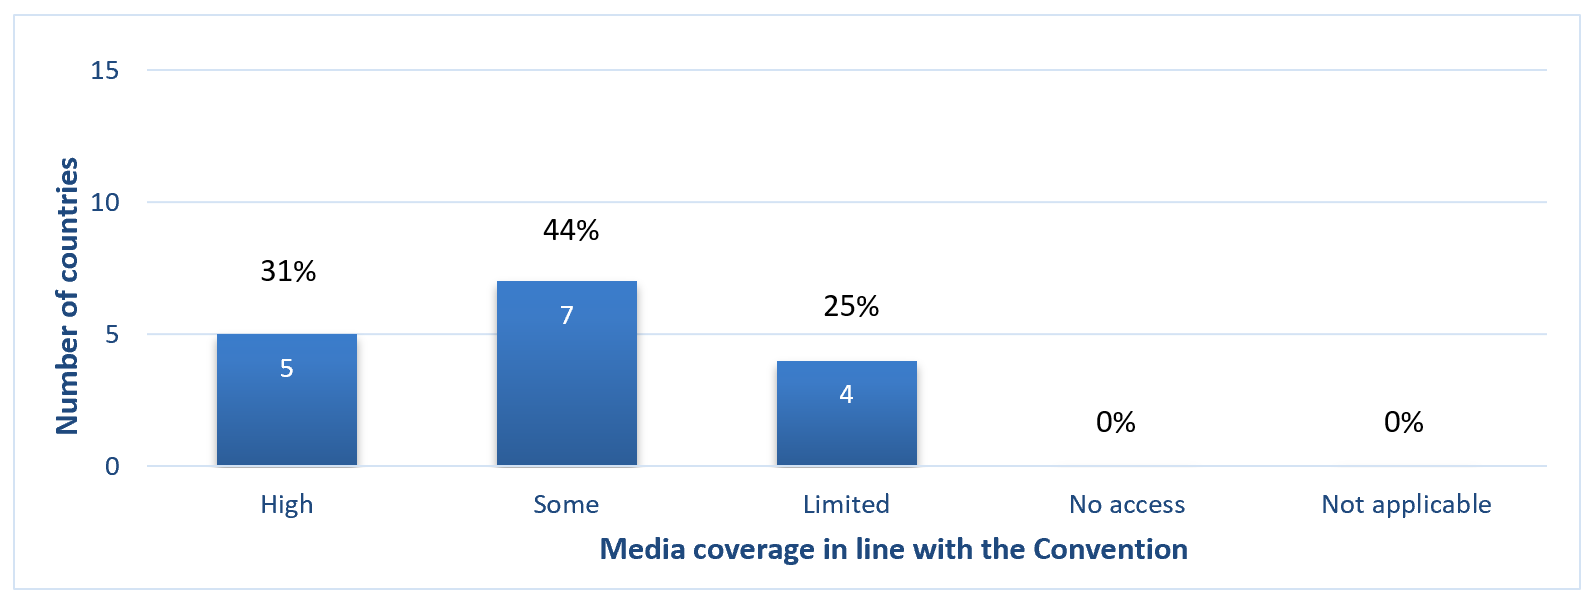 15
10
5
0
Number of countries
31%
44%
25%
0%
0%
5
7
4
High
Some
Limited
No access
Not applicable
Media coverage in line with the Convention